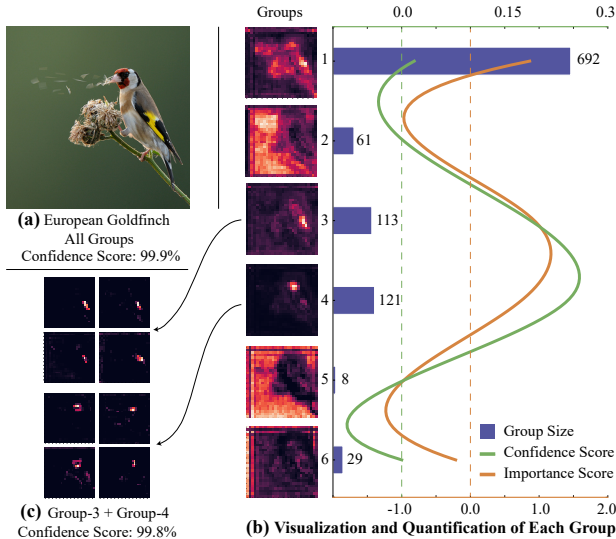 Groups
0.0 0.15 0.3
1 692
2 61
3 113
4 121
5 8
6 29
Group Size
Confidence Score
Importance Score
-1.0 0.0 1.0 2.0
(a) European Goldfinch
All Groups
Confidence Score: 99.9%
(c) Group-3 + Group-4
Confidence Score: 99.8%
(b) Visualization and Quantification of Each Group